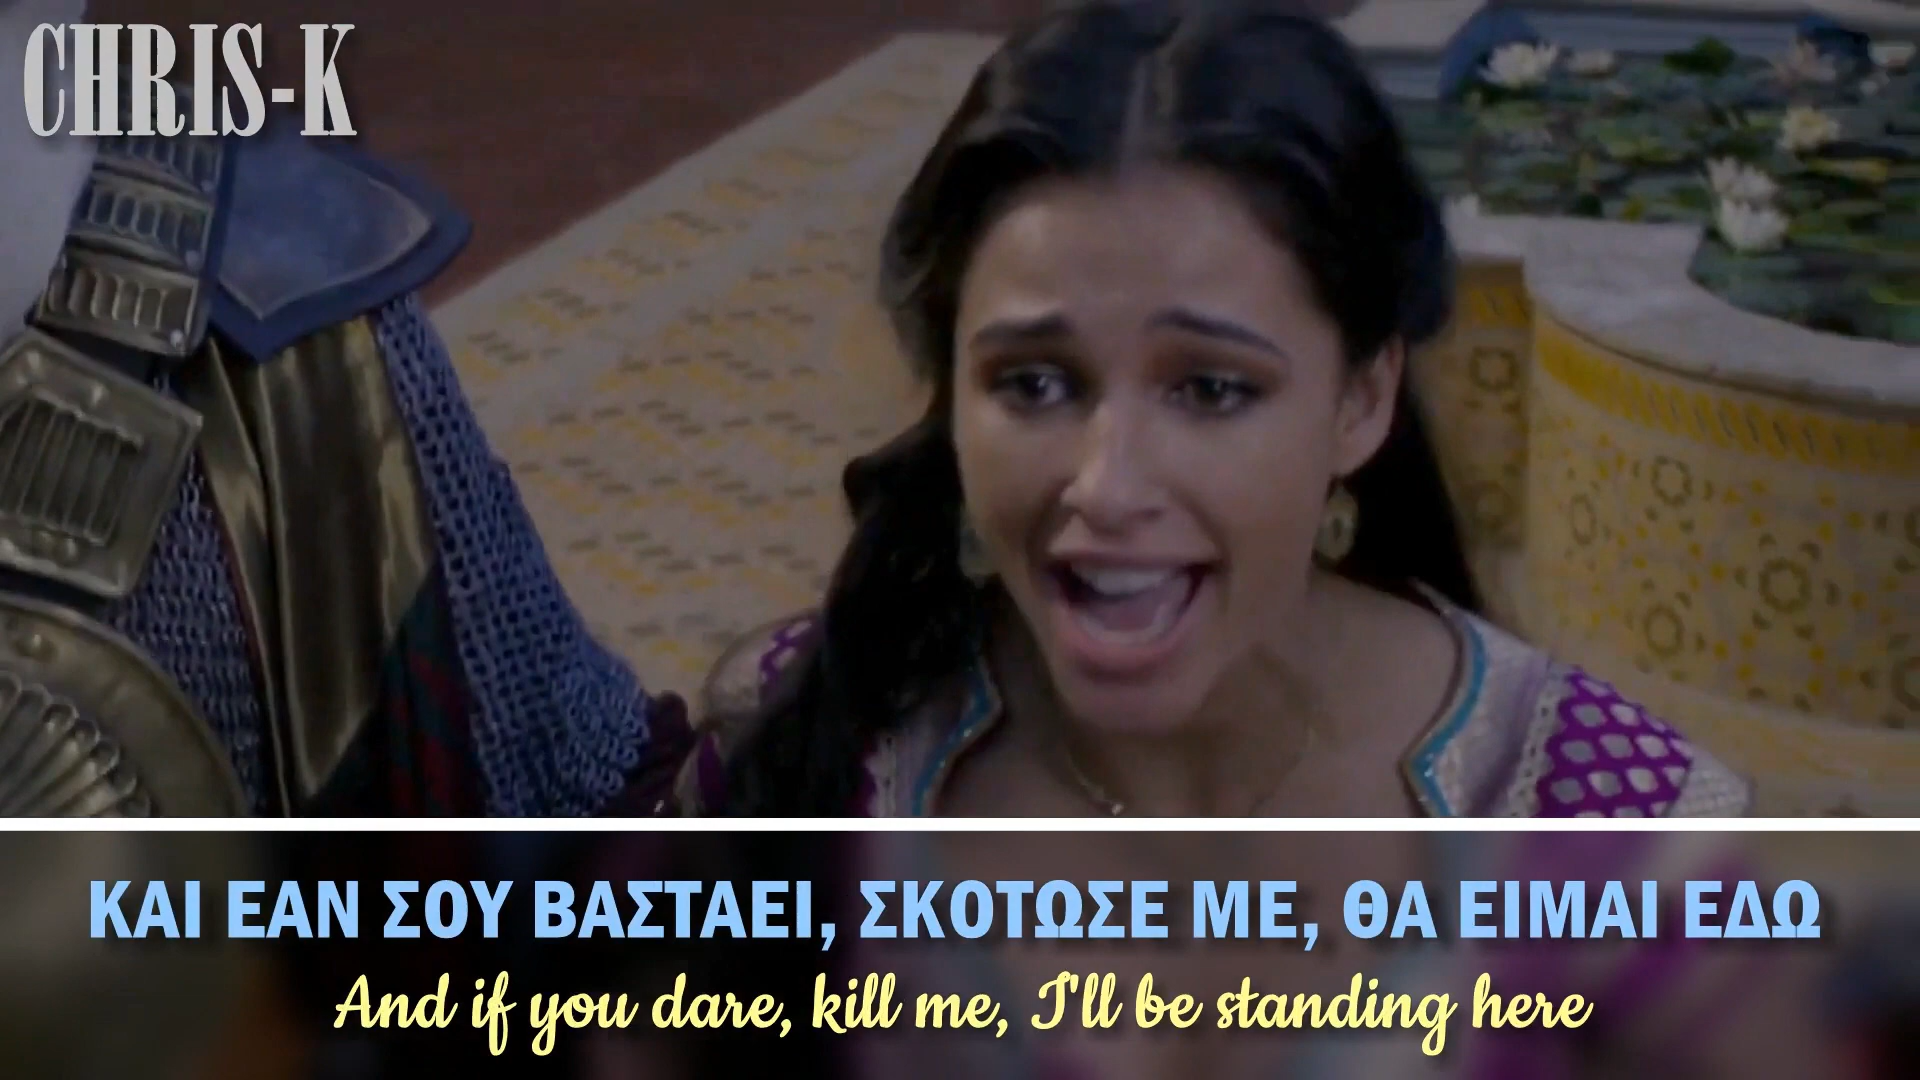 CHRIS-K
ΚΑΙ ΕΑΝ ΣΟΥ ΒΑΣΤΑΕΙ, ΣΚΟΤΩΣΕ ΜΕ, ΘΑ ΕΙΜΑΙ ΕΔΩ
And if you dare, kill me, I'll be standing here